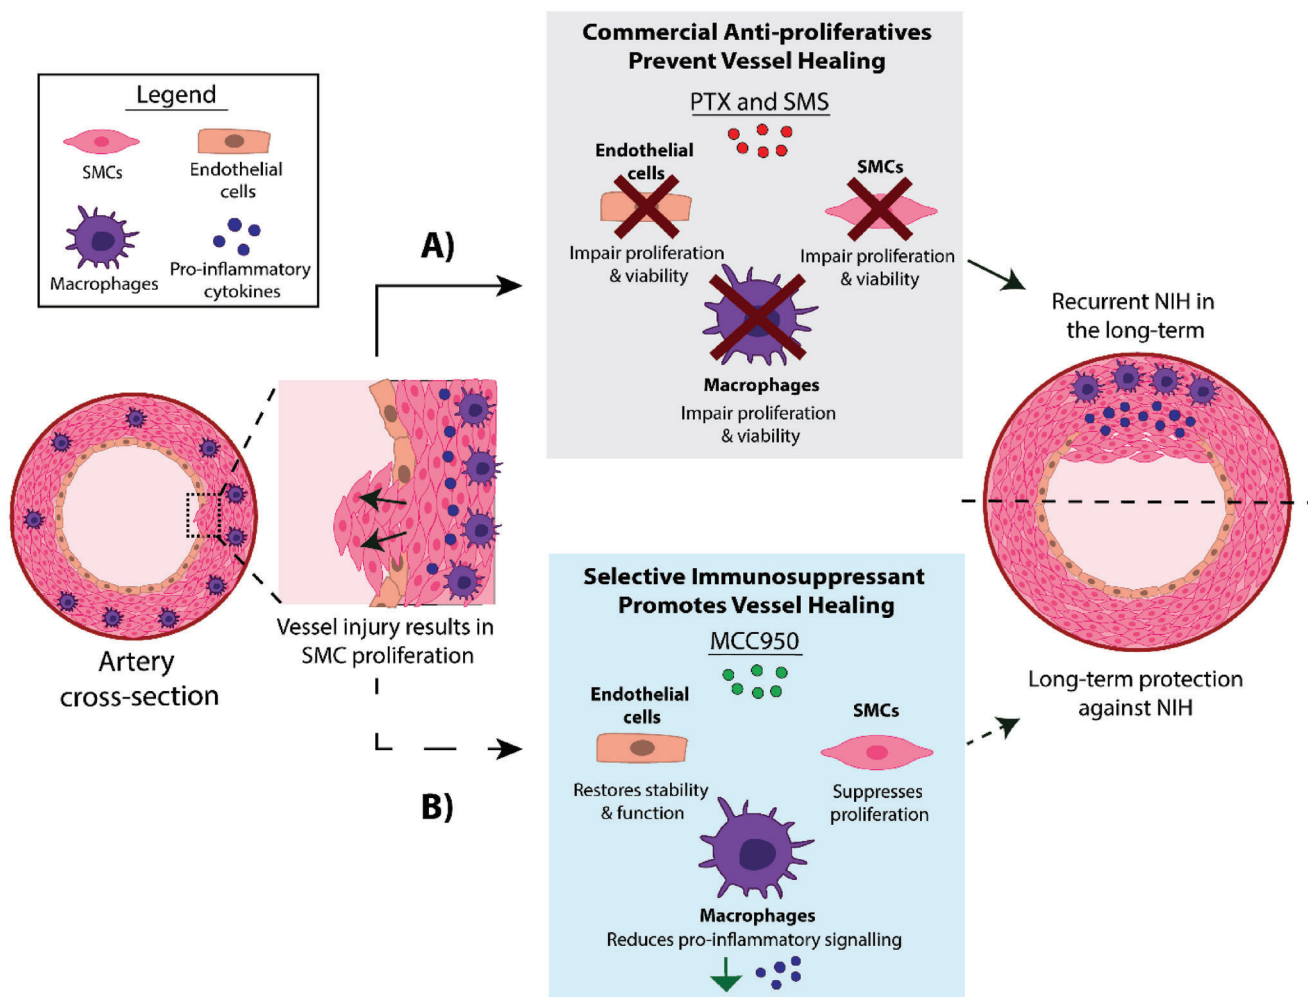 Legend
SMCs
Endothelial
cells
Macrophages
Pro-inflammatory
cytokines
Artery
cross-section
Vessel injury results in
SMC proliferation
A)
Commercial Anti-proliferatives
Prevent Vessel Healing
PTX and SMS
Endothelial
cells
Impair proliferation
& viability
SMCs
Impair proliferation
& viability
Macrophages
Impair proliferation
& viability
Recurrent NIH in
the long-term
B)
Selective Immunosuppressant
Promotes Vessel Healing
MCC950
Endothelial
cells
Restores stability
& function
SMCs
Suppresses
proliferation
Macrophages
Reduces pro-inflammatory signalling
Long-term protection
against NIH